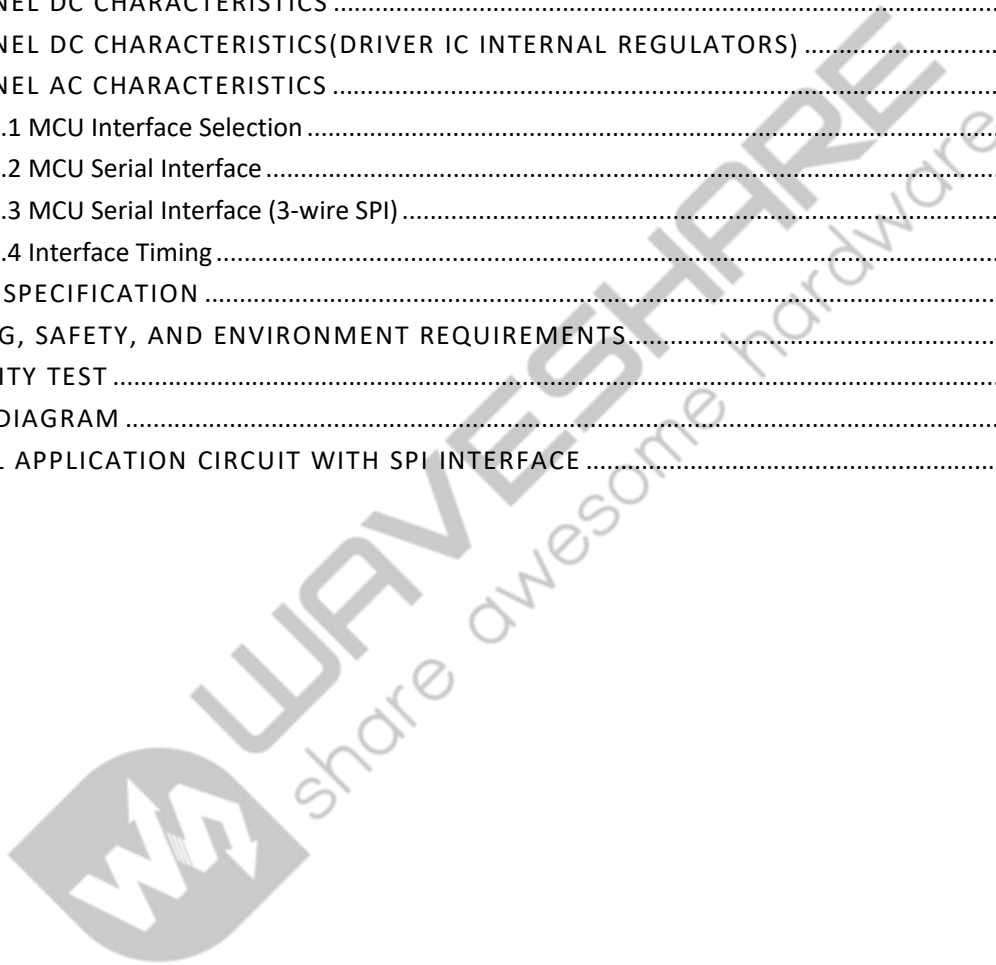 NEL DC CHARACTERISTICS
NEL DC CHARACTERISTICS(DRIVER IC INTERNAL REGULATORS)
NEL AC CHARACTERISTICS
.1 MCU Interface Selection
.2 MCU Serial Interface
.3 MCU Serial Interface (3-wire SPI)
.4 Interface Timing
SPECIFICATION
G, SAFETY, AND ENVIRONMENT REQUIREMENTS
ITY TEST
DIAGRAM
L APPLICATION CIRCUIT WITH SPI INTERFACE
WAVESHARE
share awesome hardware